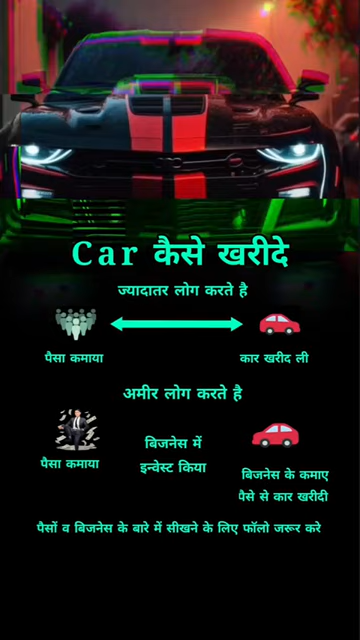 Car कैसे खरीदे
ज्यादातर लोग करते है
पैसा कमाया
कार खरीद ली
अमीर लोग करते है
पैसा कमाया
बिजनेस में
इन्वेस्ट किया
बिजनेस के कमाए
पैसे से कार खरीदी
पैसों व बिजनेस के बारे में सीखने के लिए फॉलो जरूर करे